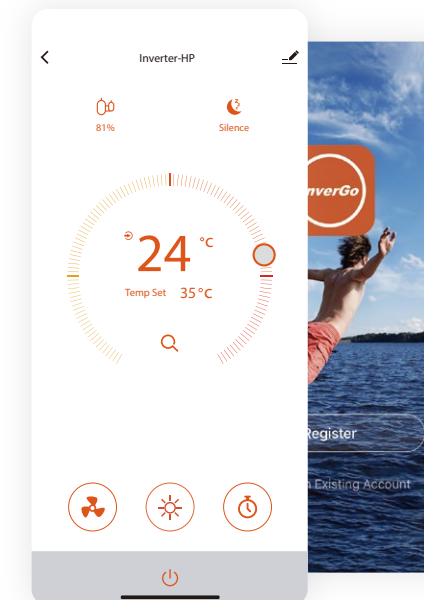 Inverter-HP
81%
Silence
24 °C
Temp Set 35°C
nverGo
Register
Existing Account